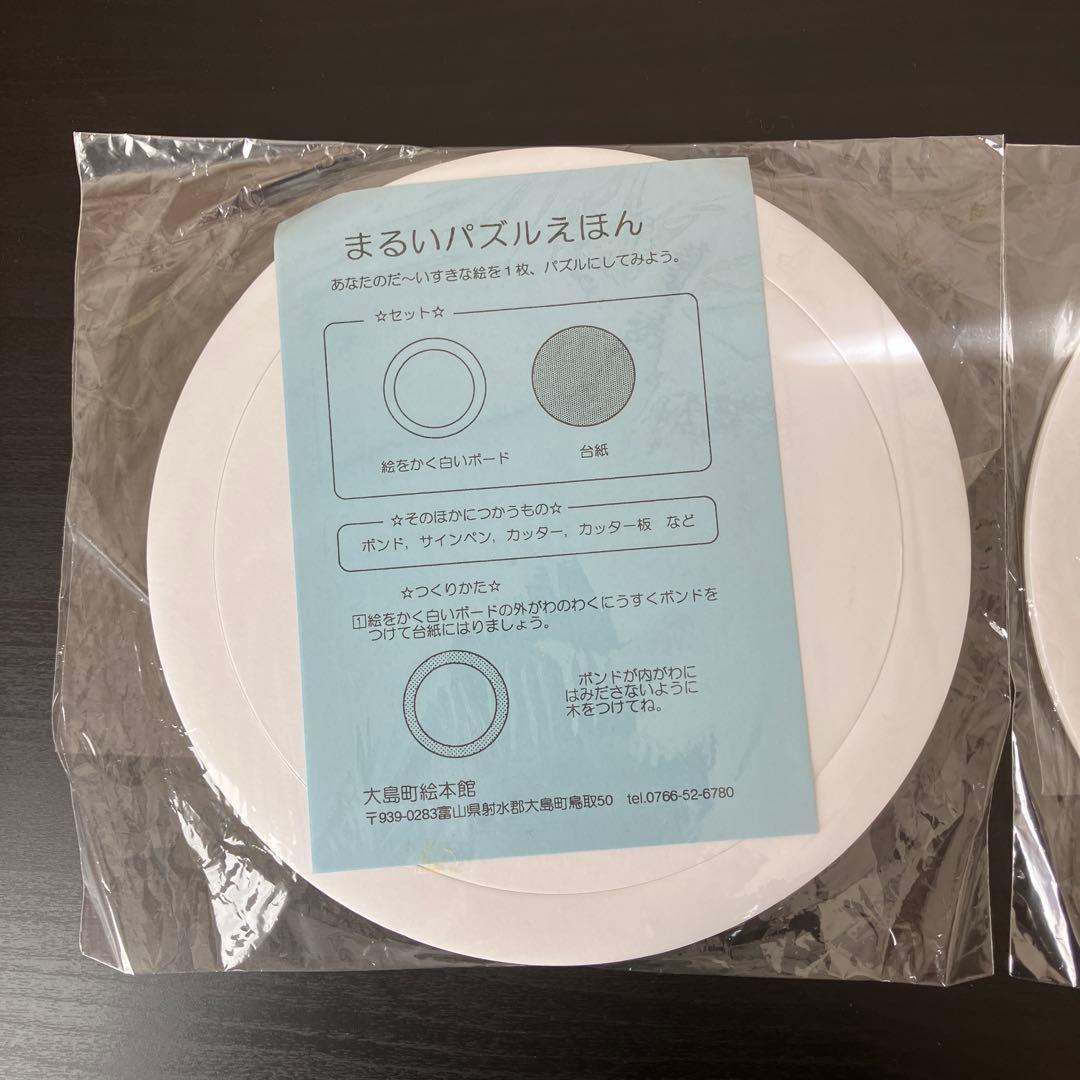 まるいパズルえほん
あなたのだ〜いすきな絵を1枚、パズルにしてみよう。
☆セット☆
絵をかく白いボード
台紙
☆そのほかにつかうもの☆
ボンド，サインペン，カッター，カッター板 など
☆つくりかた☆
1絵をかく白いボードの外がわのわくにうすくボンドを
つけて台紙にはりましょう。
ボンドが内がわに
はみださないように
木をつけてね。
大島町絵本館
〒939-0283富山県射水郡大島町鳥取50 tel.0766-52-6780